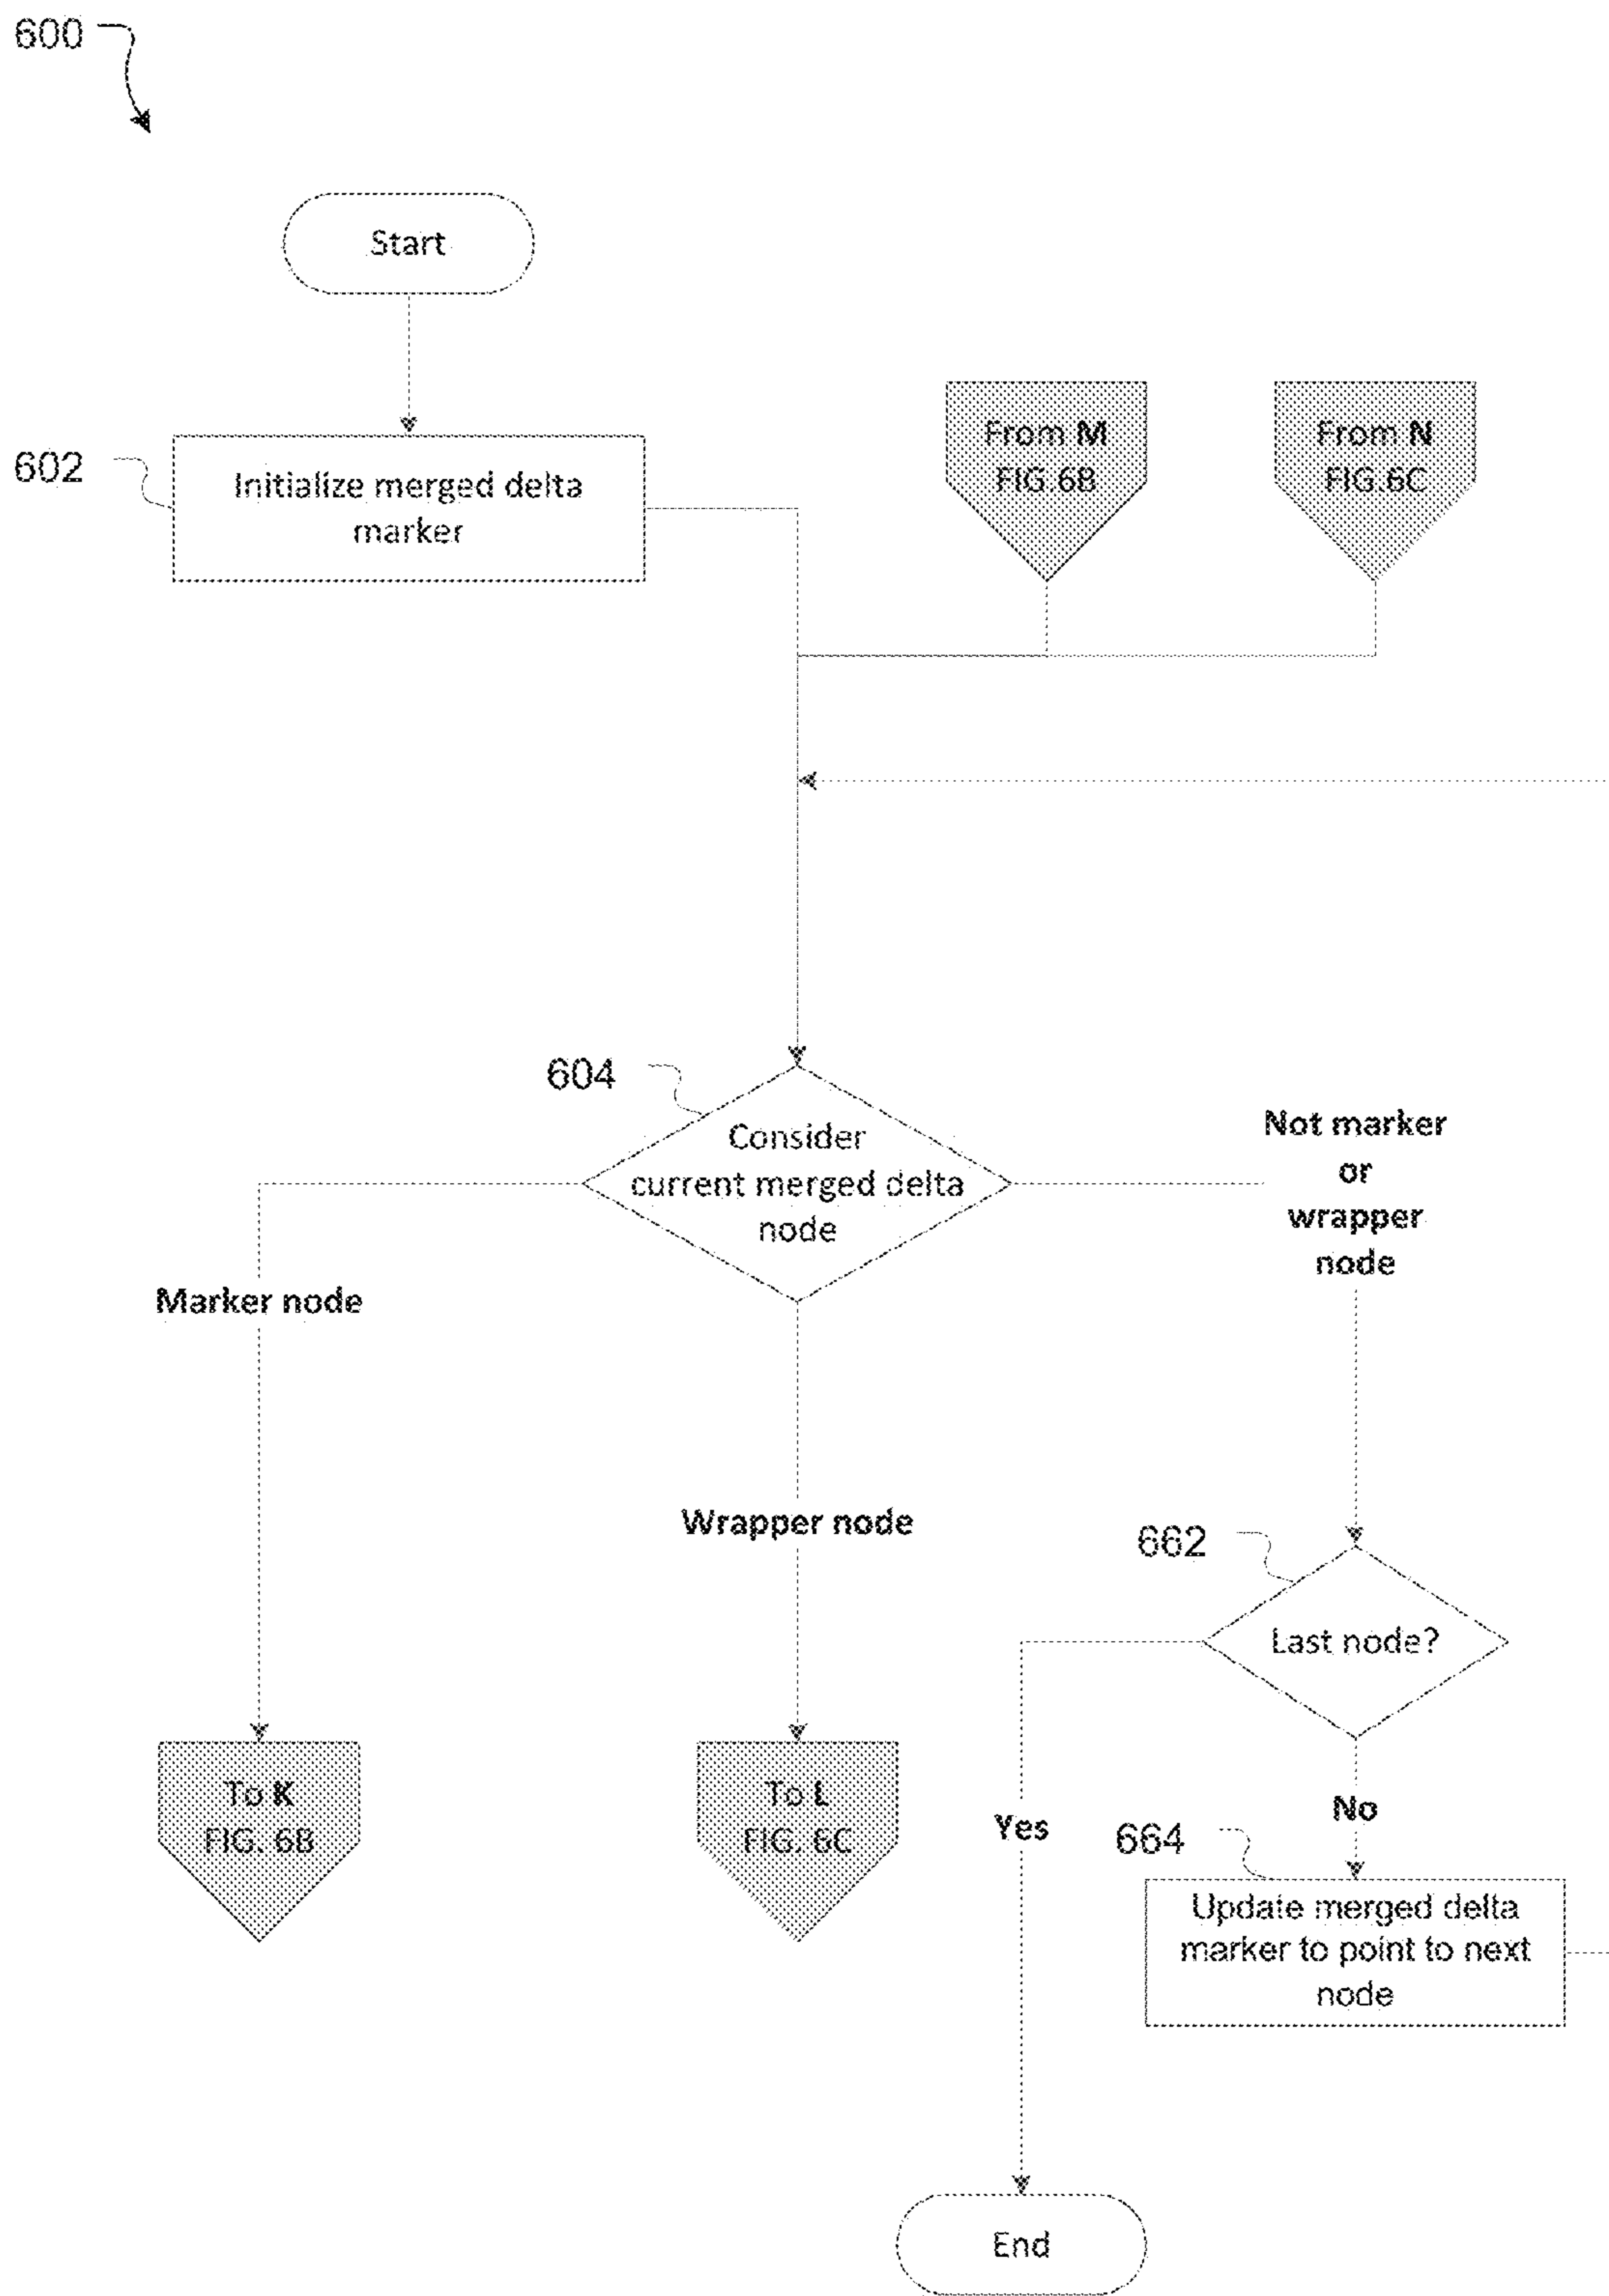 600
Start
602
Initialize merged delta
marker
From M
FIG.6B
From N
FIG.6C
604
Consider
current merged delta
node
Not marker
or
wrapper
node
Marker node
Wrapper node
662
Last node?
To K
FIG. 6B
To L
FIG. 6C
Yes
No
664
Update merged delta
marker to point to next
node
End